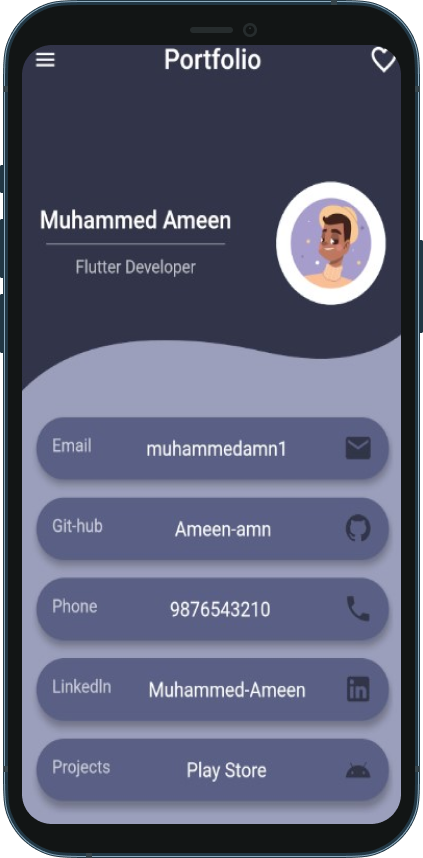 Portfolio
Muhammed Ameen
Flutter Developer
Email muhammedamn1
Git-hub Ameen-amn
Phone 9876543210
LinkedIn Muhammed-Ameen
Projects Play Store